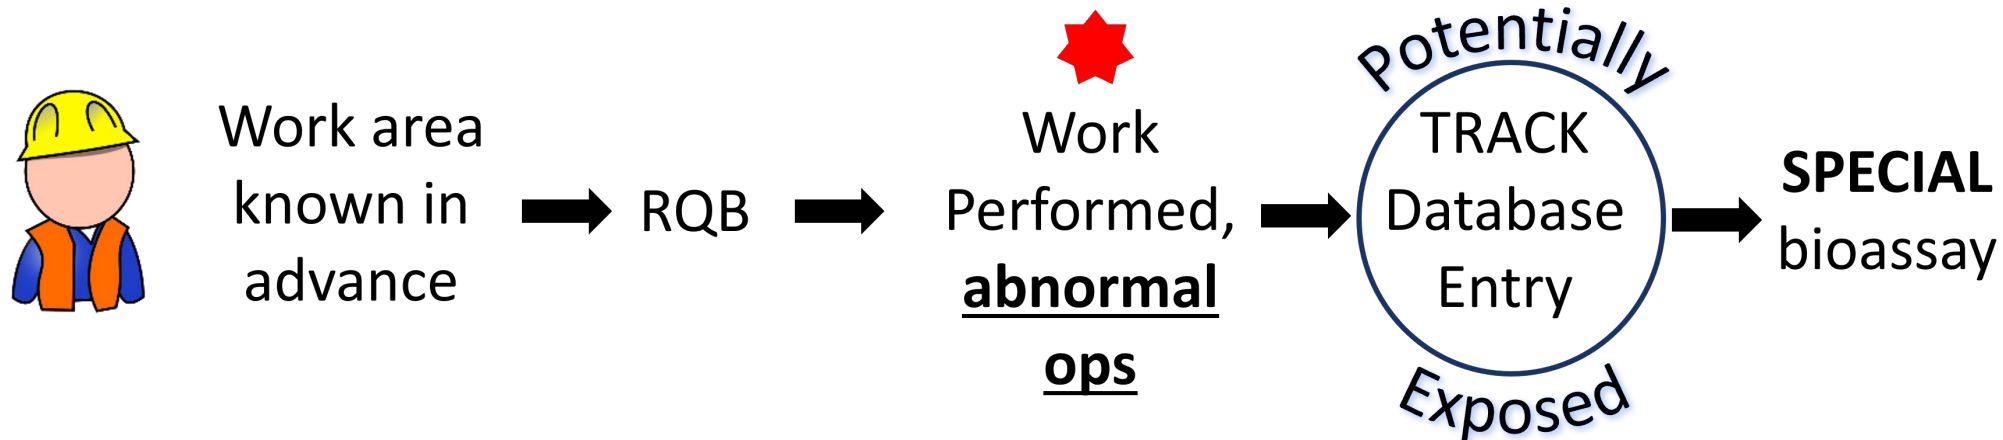 Work area
known in
advance
RQB
Work
Performed,
abnormal
ops
Potentially
TRACK
Database
Entry
Exposed
SPECIAL
bioassay